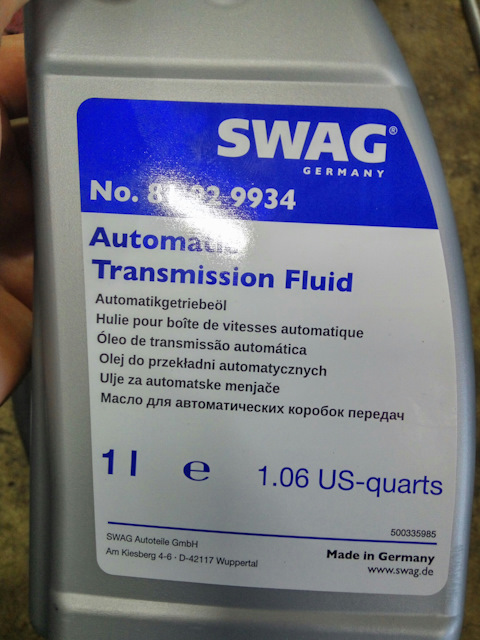 SWAG®
GERMANY
No. 9934
Automatic
Transmission Fluid
Automatikgetriebeöl
Hulie pour boîte de vitesses automatique
Óleo de transmissão automática
Olej do przekładni automatycznych
Ulje za automatske menjače
Масло для автоматических коробок передач
1 l e 1.06 US-quarts
500335985
SWAG Autoteile GmbH
Am Kiesberg 4-6 · D-42117 Wuppertal
Made in Germany
www.swag.de